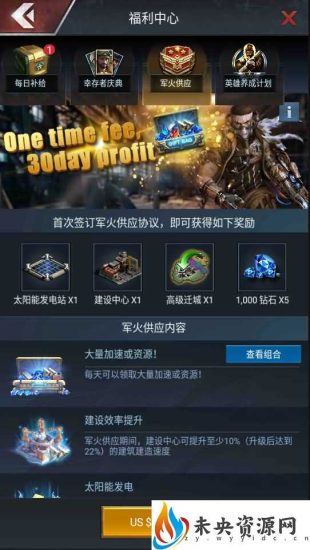 福利中心
1
每日补给
幸存者庆典
军火供应
英雄养成计划
One time fee,
30day profit
GIFT BAG
i
首次签订军火供应协议，即可获得如下奖励
太阳能发电站 X1
建设中心 X1
高级迁城 X1
1,000 钻石 X5
军火供应内容
大量加速或资源！
查看组合
每天可以领取大量加速或资源！
建设效率提升
军火供应期间，建设中心可提升至少10%（升级后达到
22%）的建筑建造速度
太阳能发电
US $
未央资源网
zy.wyyidc.cn